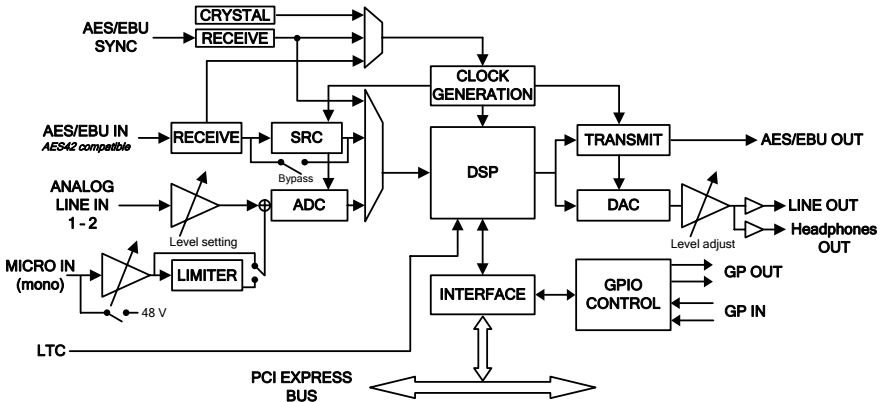 CRYSTAL
AES/EBU
SYNC
RECEIVE
CLOCK
GENERATION
AES/EBU IN
AES42 compatible
RECEIVE
SRC
Bypass
DSP
TRANSMIT
AES/EBU OUT
ANALOG
LINE IN
1 - 2
Level setting
ADC
DAC
Level adjust
LINE OUT
Headphones
OUT
MICRO IN
(mono)
LIMITER
48 V
INTERFACE
GPIO
CONTROL
GP OUT
GP IN
LTC
PCI EXPRESS
BUS